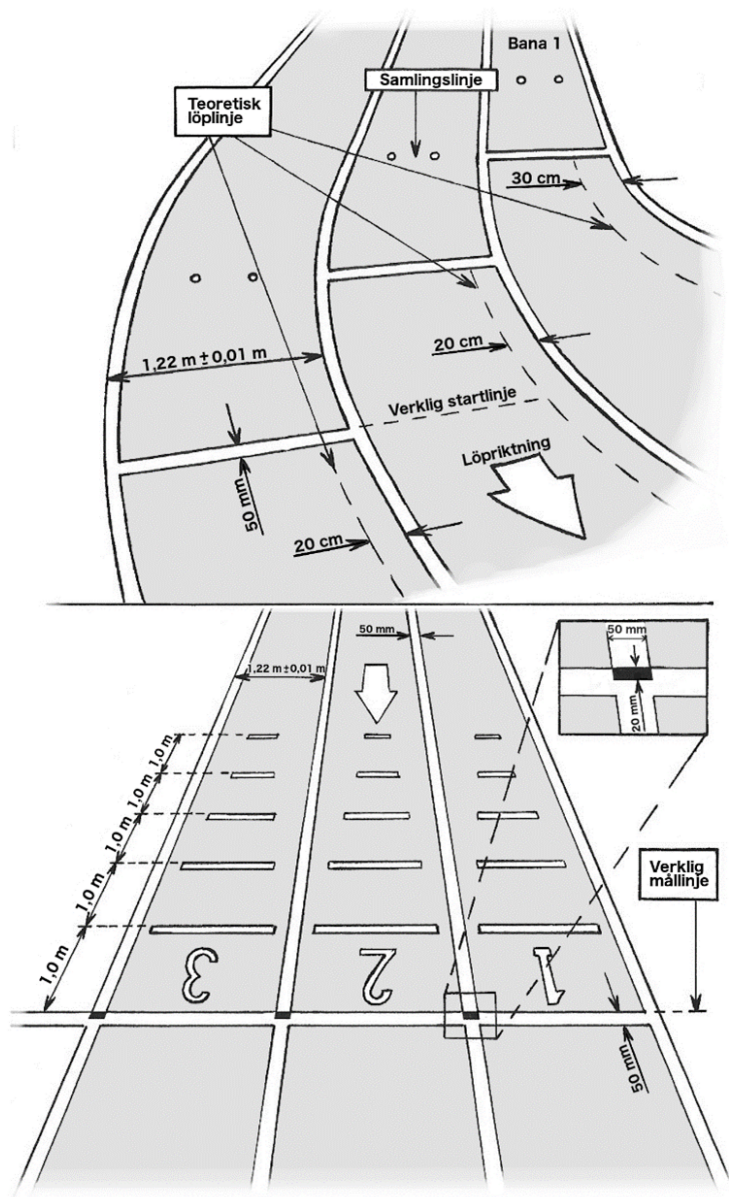 Bana 1
Samlingslinje
Teoretisk
löplinje
30 cm
1,22 m ± 0,01 m
20 cm
Verklig startlinje
Löpriktning
50 mm
20 cm
50 mm
50 mm
1,22 m±0,01 m
20 mm
1,0 m
1,0 m
1,0 m
1,0 m
1,0 m
Verklig
mållinje
3
2
1
50 mm